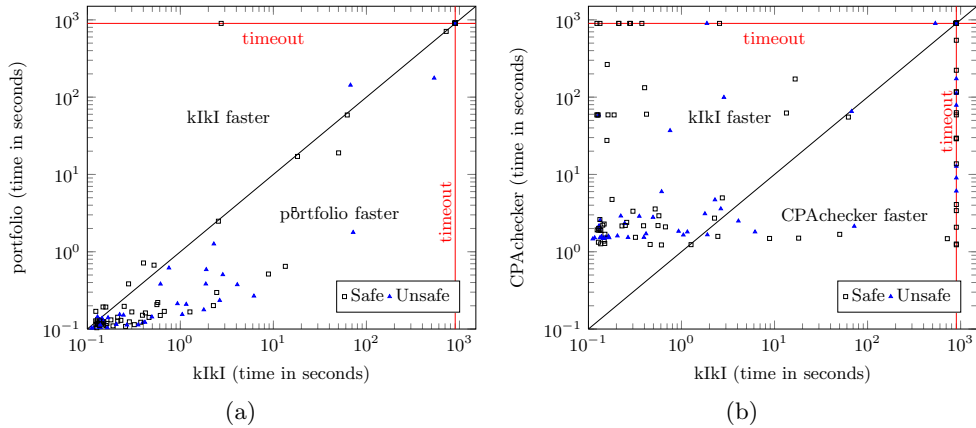 10^3
10^2
10^1
10^0
10^−1
portfolio (time in seconds)
timeout
kIkI faster
portfolio faster
timeout
Safe Unsafe
10^−1 10^0 10^1 10^2 10^3
kIkI (time in seconds)
(a)
10^3
10^2
10^1
10^0
10^−1
CPAchecker (time in seconds)
timeout
kIkI faster
timeout
CPAchecker faster
Safe Unsafe
10^−1 10^0 10^1 10^2 10^3
kIkI (time in seconds)
(b)